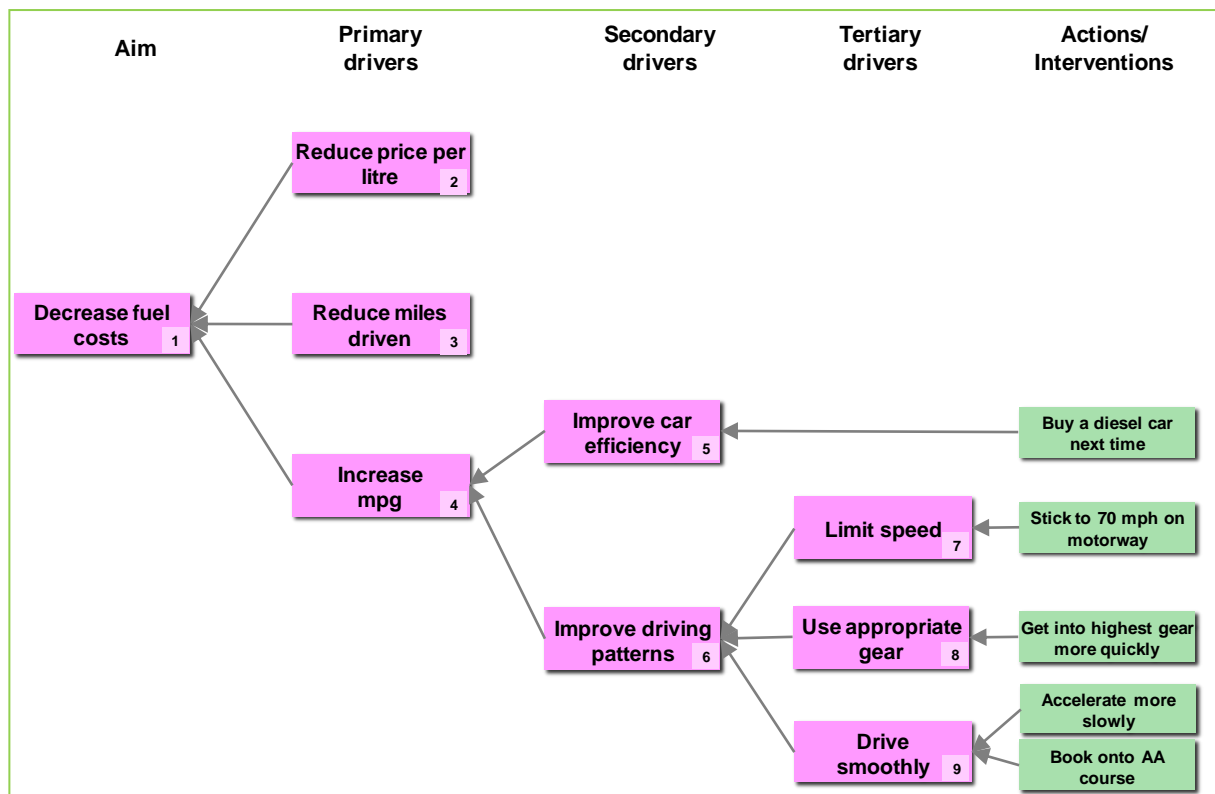 Aim
Primary
drivers
Secondary
drivers
Tertiary
drivers
Actions/
Interventions
Reduce price per
litre
2
Decrease fuel
costs
1
Reduce miles
driven
3
Improve car
efficiency
5
Buy a diesel car
next time
Increase
mpg
4
Limit speed
7
Stick to 70 mph on
motorway
Improve driving
patterns
6
Use appropriate
gear
8
Get into highest gear
more quickly
Drive
smoothly
9
Accelerate more
slowly
Book onto AA
course